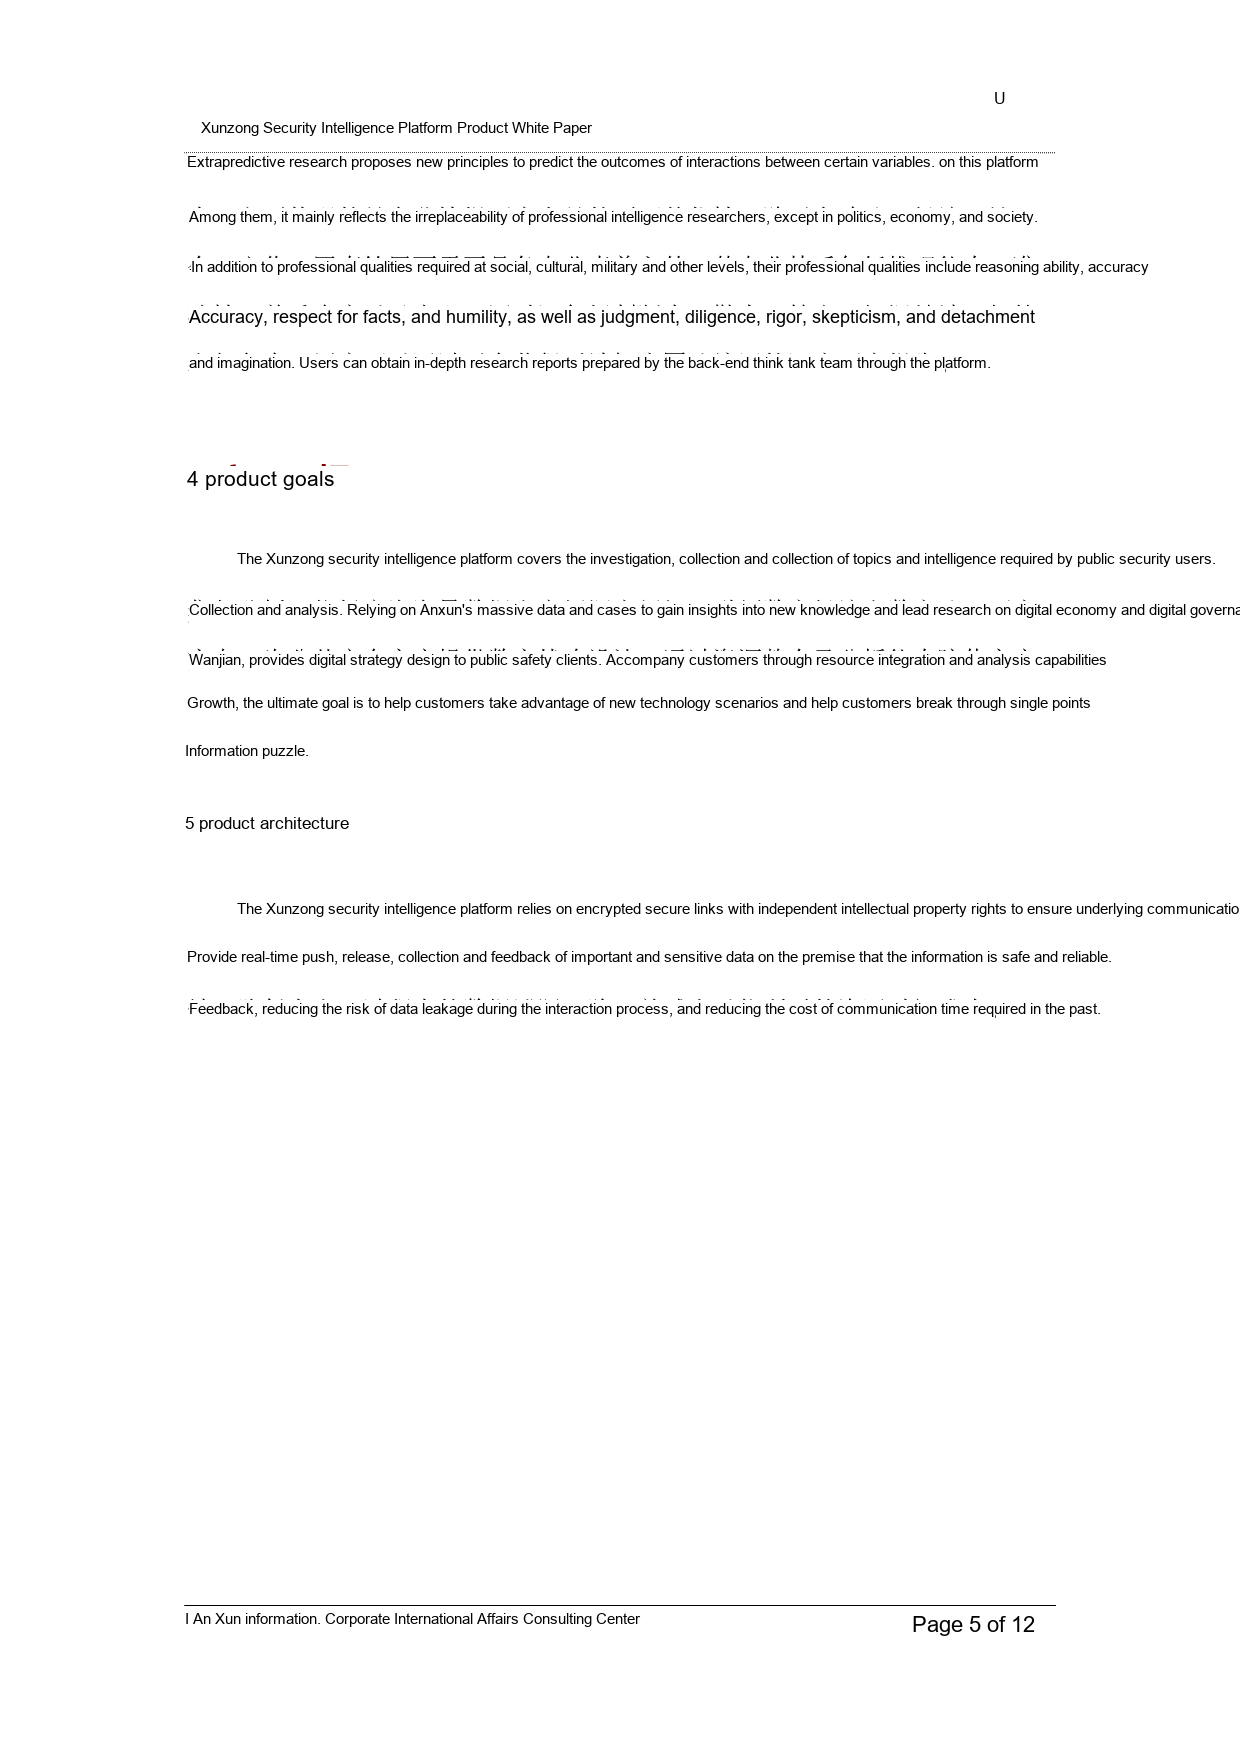 U
Xunzong Security Intelligence Platform Product White Paper
Extrapredictive research proposes new principles to predict the outcomes of interactions between certain variables. on this platform
Among them, it mainly reflects the irreplaceability of professional intelligence researchers, except in politics, economy, and society.
In addition to professional qualities required at social, cultural, military and other levels, their professional qualities include reasoning ability, accuracy
Accuracy, respect for facts, and humility, as well as judgment, diligence, rigor, skepticism, and detachment
and imagination. Users can obtain in-depth research reports prepared by the back-end think tank team through the platform.
4 product goals
The Xunzong security intelligence platform covers the investigation, collection and collection of topics and intelligence required by public security users.
Collection and analysis. Relying on Anxun's massive data and cases to gain insights into new knowledge and lead research on digital economy and digital governa
Wanjian, provides digital strategy design to public safety clients. Accompany customers through resource integration and analysis capabilities
Growth, the ultimate goal is to help customers take advantage of new technology scenarios and help customers break through single points
Information puzzle.
5 product architecture
The Xunzong security intelligence platform relies on encrypted secure links with independent intellectual property rights to ensure underlying communicatio
Provide real-time push, release, collection and feedback of important and sensitive data on the premise that the information is safe and reliable.
Feedback, reducing the risk of data leakage during the interaction process, and reducing the cost of communication time required in the past.
I An Xun information. Corporate International Affairs Consulting Center
Page 5 of 12